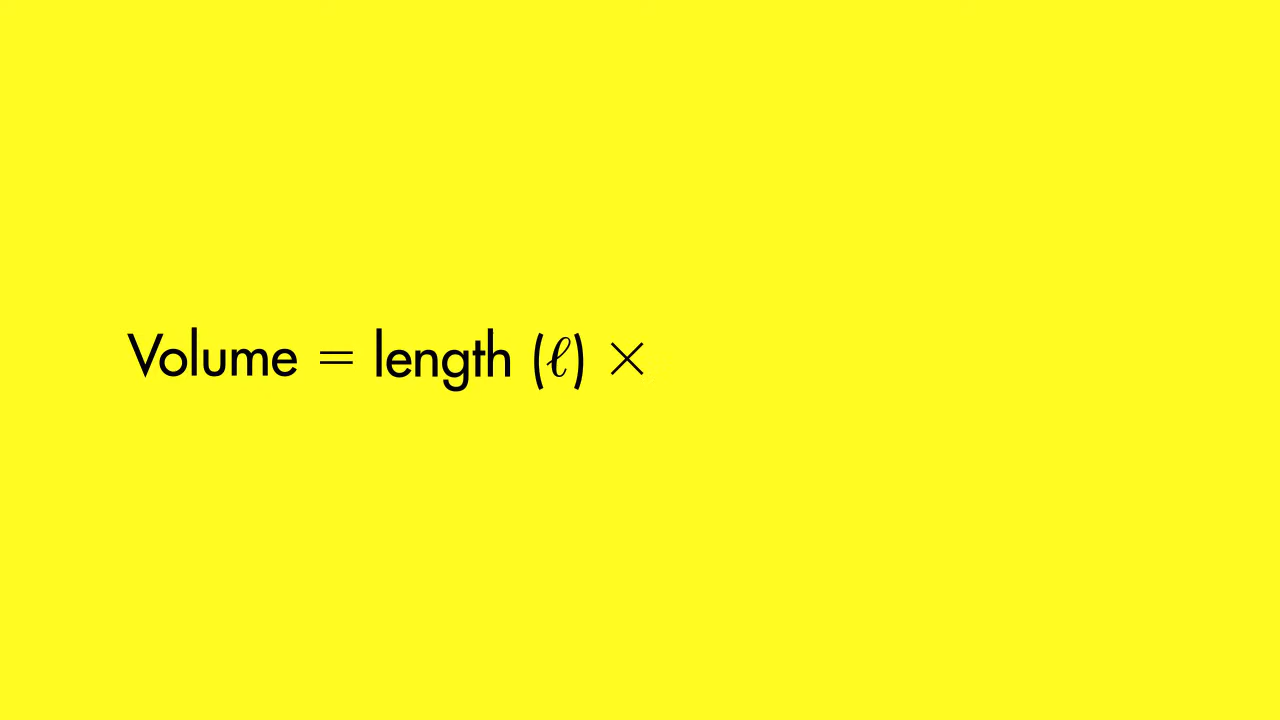 Volume = length (ℓ) ×